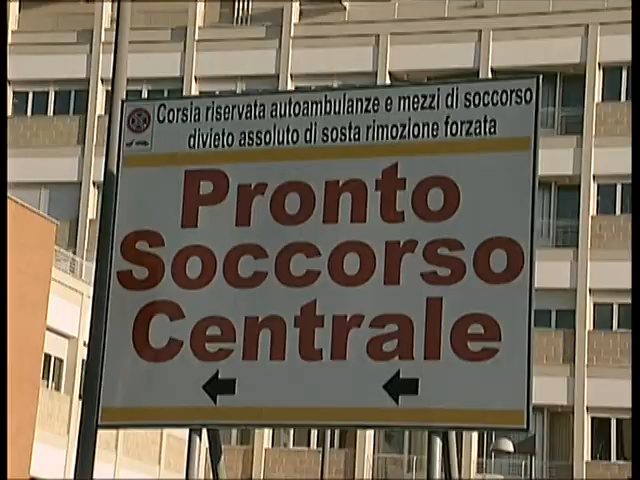 Corsia riservata autoambulanze e mezzi di soccorso
divieto assoluto di sosta rimozione forzata
Pronto
Soccorso
Centrale